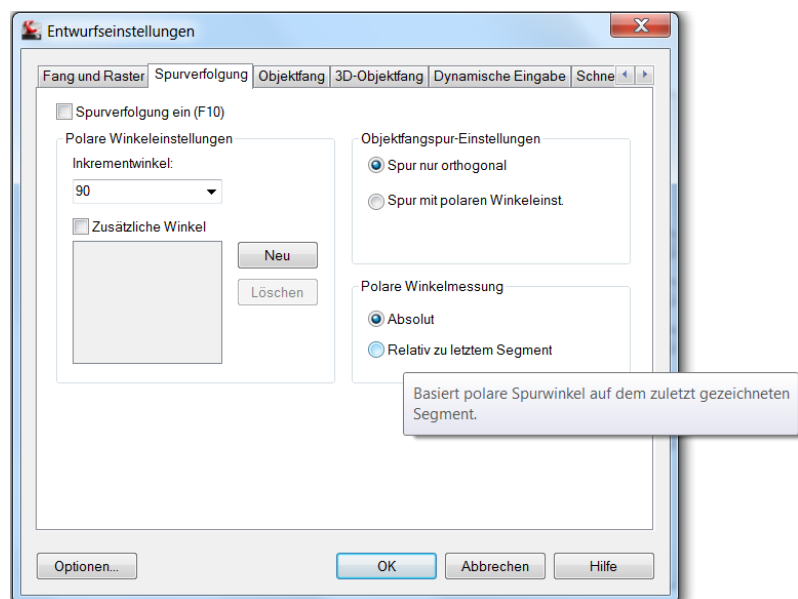 Entwurfseinstellungen
Fang und Raster Spurverfolgung Objektfang 3D-Objektfang Dynamische Eingabe Schne
Spurverfolgung ein (F10)
Polare Winkeleinstellungen
Inkrementwinkel:
90
Zusätzliche Winkel
Neu
Löschen
Objektfangspur-Einstellungen
Spur nur orthogonal
Spur mit polaren Winkeleinst.
Polare Winkelmessung
Absolut
Relativ zu letztem Segment
Basiert polare Spurwinkel auf dem zuletzt gezeichneten
Segment.
Optionen... OK Abbrechen Hilfe